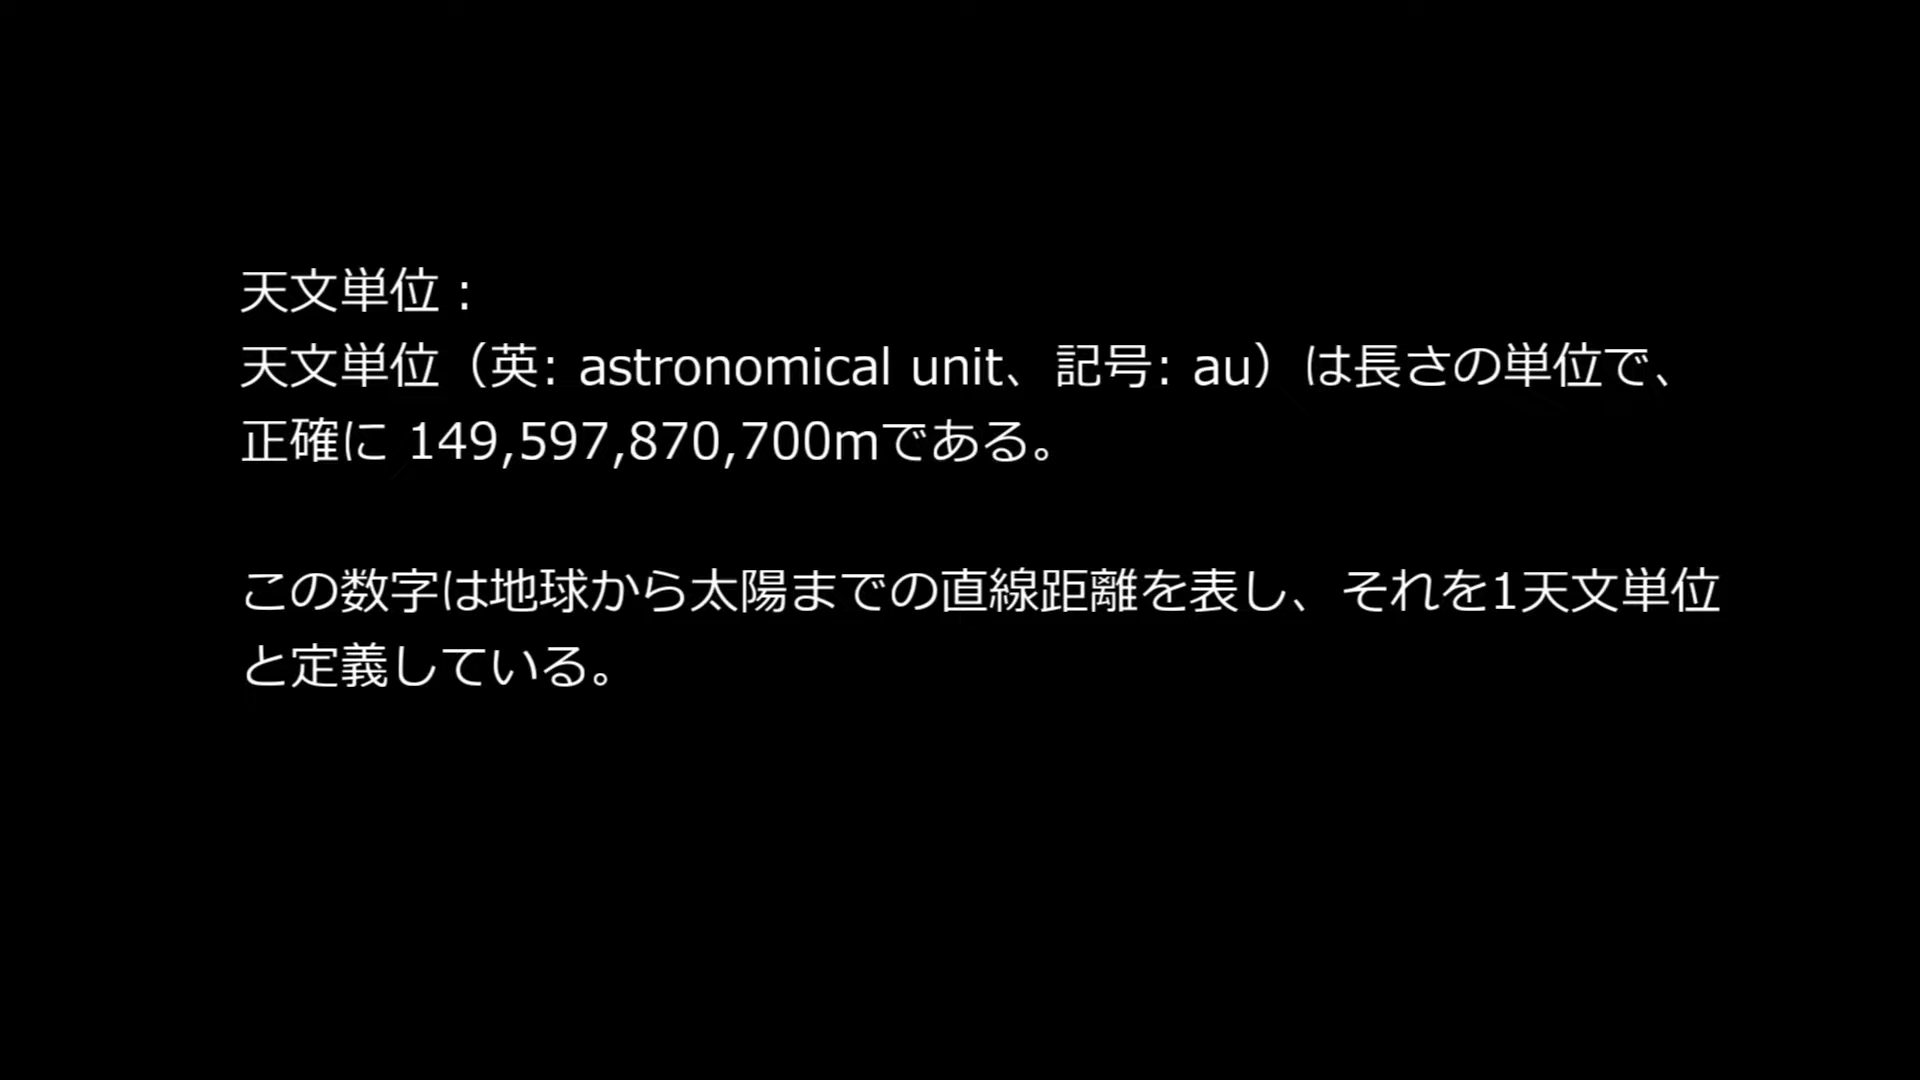 天文単位：
天文単位（英: astronomical unit、記号: au）は長さの単位で、
正確に 149,597,870,700mである。
この数字は地球から太陽までの直線距離を表し、それを1天文単位
と定義している。